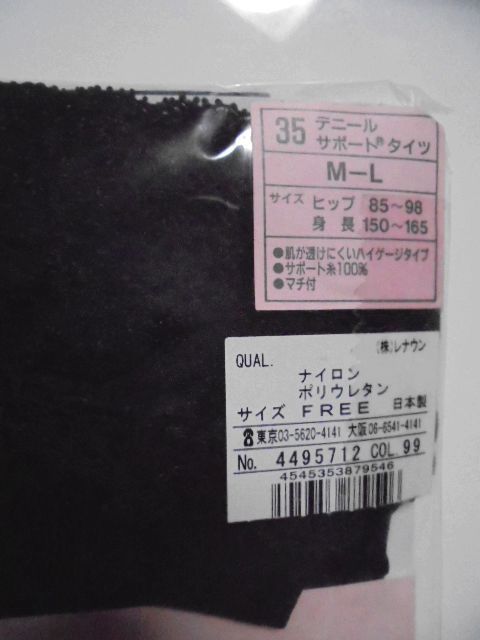 35 デニール
サポート®タイツ
M−L
サイズ ヒップ 85〜98
身長 150〜165
●肌が透けにくいハイゲージタイプ
●サポート糸100%
●マチ付
QUAL. (株)レナウン
ナイロン
ポリウレタン
サイズ FREE 日本製
☎東京03-5620-4141 大阪06-6541-4141
No. 4495712 COL.99
4545353879546